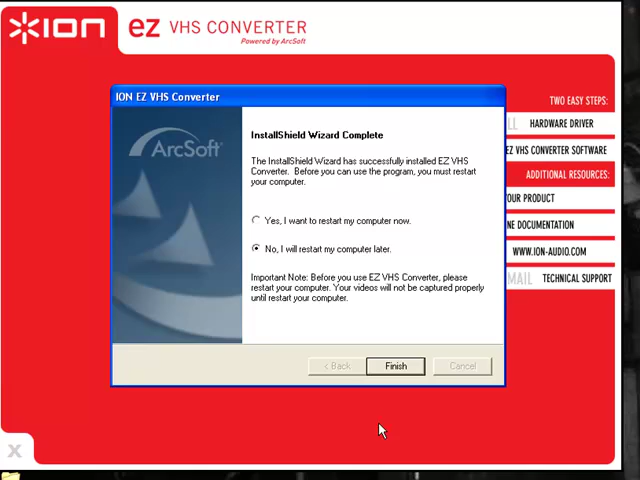 ION ez VHS CONVERTER
Powered by ArcSoft
ION EZ VHS Converter
ArcSoft
InstallShield Wizard Complete
The InstallShield Wizard has successfully installed EZ VHS
Converter. Before you can use the program, you must restart
your computer.
Yes, I want to restart my computer now.
No, I will restart my computer later.
Important Note: Before you use EZ VHS Converter, please
restart your computer. Your videos will not be captured properly
until restart your computer.
< Back
Finish
Cancel
TWO EASY STEPS:
HARDWARE DRIVER
EZ VHS CONVERTER SOFTWARE
ADDITIONAL RESOURCES:
YOUR PRODUCT
DOCUMENTATION
WWW.ION-AUDIO.COM
MAIL TECHNICAL SUPPORT
X